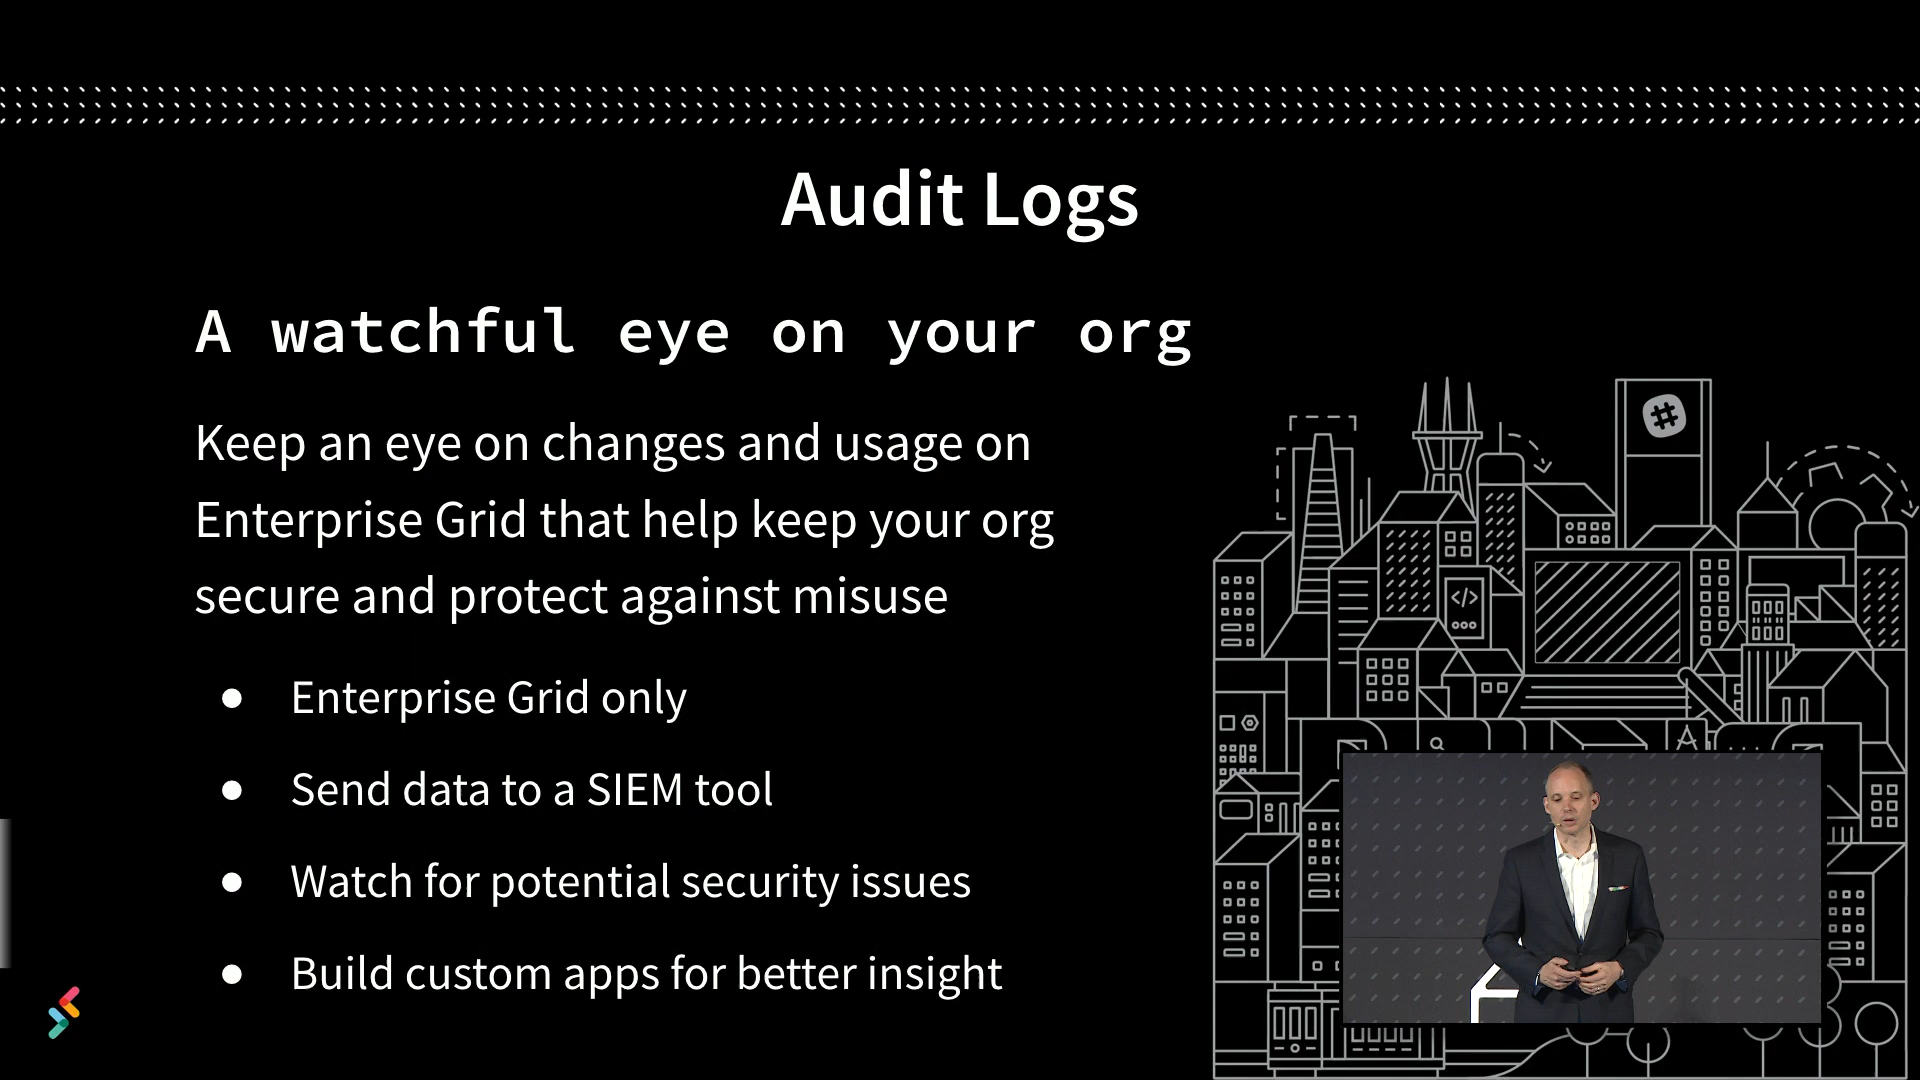 Audit Logs
A watchful eye on your org
Keep an eye on changes and usage on
Enterprise Grid that help keep your org
secure and protect against misuse
● Enterprise Grid only
● Send data to a SIEM tool
● Watch for potential security issues
● Build custom apps for better insight